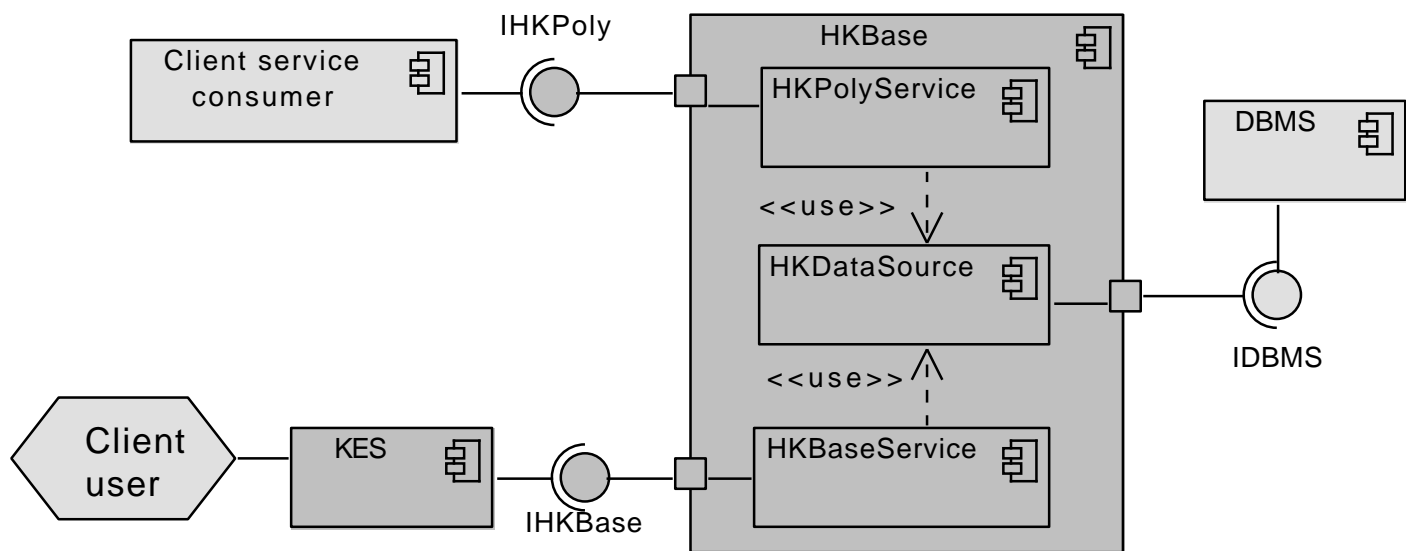 IHKPoly
HKBase
Client service
consumer
HKPolyService
DBMS
<<use>>
HKDataSource
IDBMS
<<use>>
Client
user
KES
HKBaseService
IHKBase